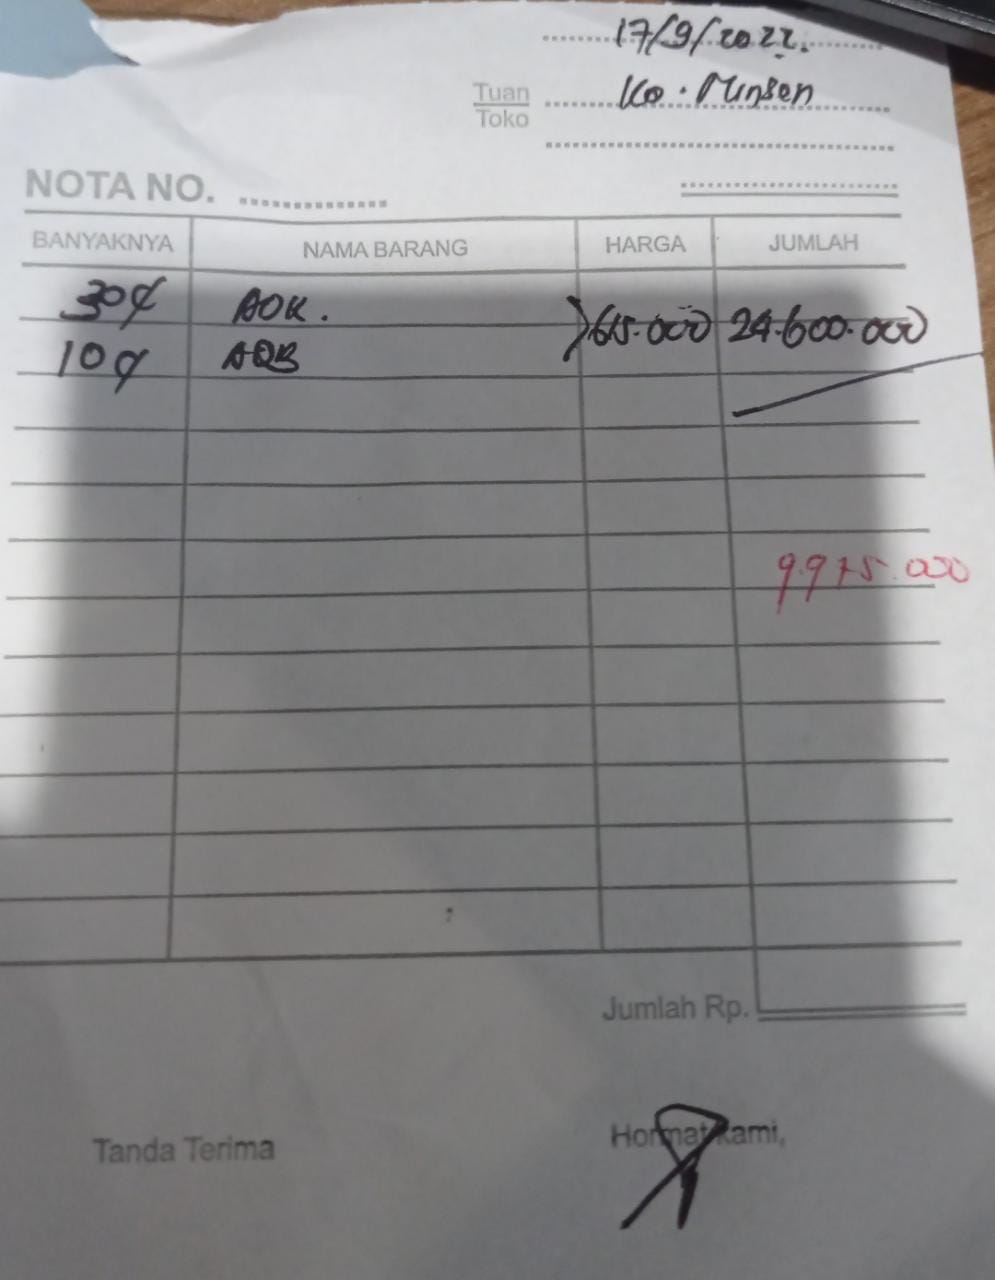 17/9/2022.
Tuan Ko. Minsen
Toko
NOTA NO.
BANYAKNYA NAMA BARANG HARGA JUMLAH
30 ¢ AOK. ) 615.000 24.600.000
10 ¢ AQB
9.975.000
Jumlah Rp.
Tanda Terima Hormat kami,